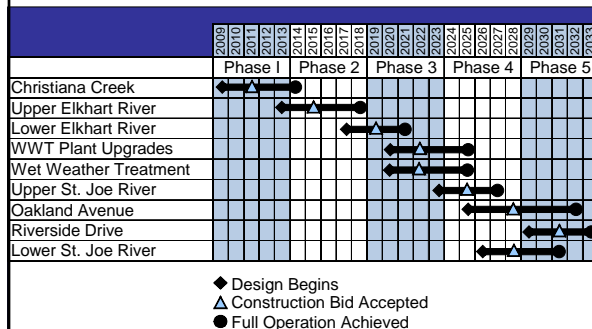 2009 2010 2011 2012 2013 2014 2015 2016 2017 2018 2019 2020 2021 2022 2023 2024 2025 2026 2027 2028 2029 2030 2031 2032 2033
Phase I Phase 2 Phase 3 Phase 4 Phase 5
Christiana Creek
Upper Elkhart River
Lower Elkhart River
WWT Plant Upgrades
Wet Weather Treatment
Upper St. Joe River
Oakland Avenue
Riverside Drive
Lower St. Joe River
Design Begins
Construction Bid Accepted
Full Operation Achieved